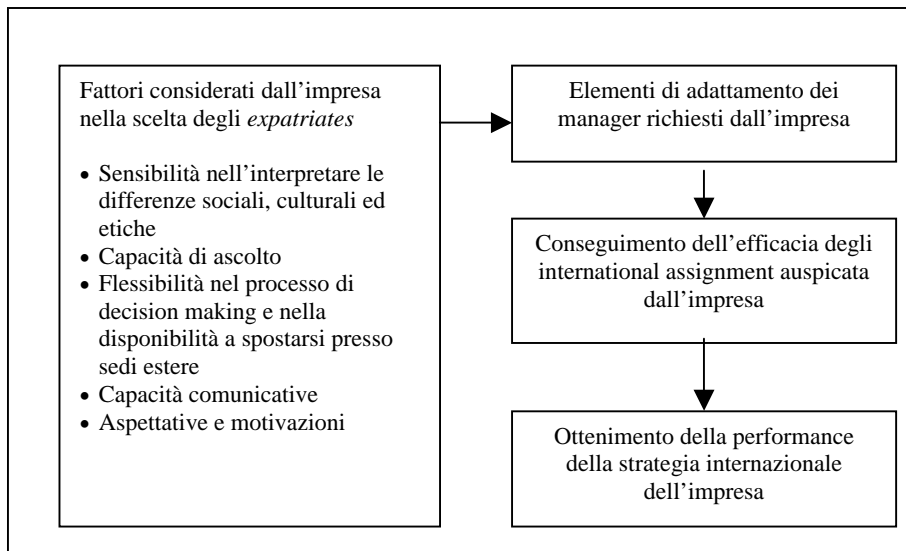 Fattori considerati dall’impresa
nella scelta degli expatriates
• Sensibilità nell’interpretare le
differenze sociali, culturali ed
etiche
• Capacità di ascolto
• Flessibilità nel processo di
decision making e nella
disponibilità a spostarsi presso
sedi estere
• Capacità comunicative
• Aspettative e motivazioni
Elementi di adattamento dei
manager richiesti dall’impresa
Conseguimento dell’efficacia degli
international assignment auspicata
dall’impresa
Ottenimento della performance
della strategia internazionale
dell’impresa